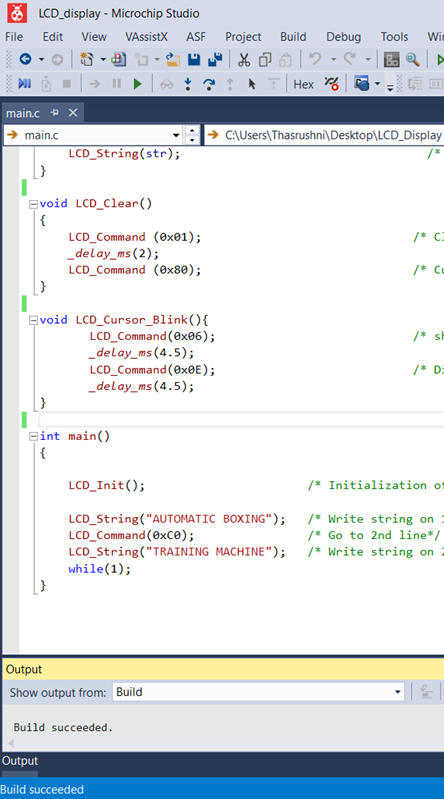 LCD_display - Microchip Studio
File Edit View VAssistX ASF Project Build Debug Tools Win
Hex
main.c
main.c C:\Users\Thasrushni\Desktop\LCD_Display
LCD_String(str); /*
}
void LCD_Clear()
{
LCD_Command (0x01); /* Cl
_delay_ms(2);
LCD_Command (0x80); /* Cu
}
void LCD_Cursor_Blink(){
LCD_Command(0x06); /* sh
_delay_ms(4.5);
LCD_Command(0x0E); /* Di
_delay_ms(4.5);
}
int main()
{
LCD_Init(); /* Initialization of
LCD_String("AUTOMATIC BOXING"); /* Write string on 1
LCD_Command(0xC0); /* Go to 2nd line*/
LCD_String("TRAINING MACHINE"); /* Write string on 2
while(1);
}
Output
Show output from: Build
Build succeeded.
Output
Build succeeded